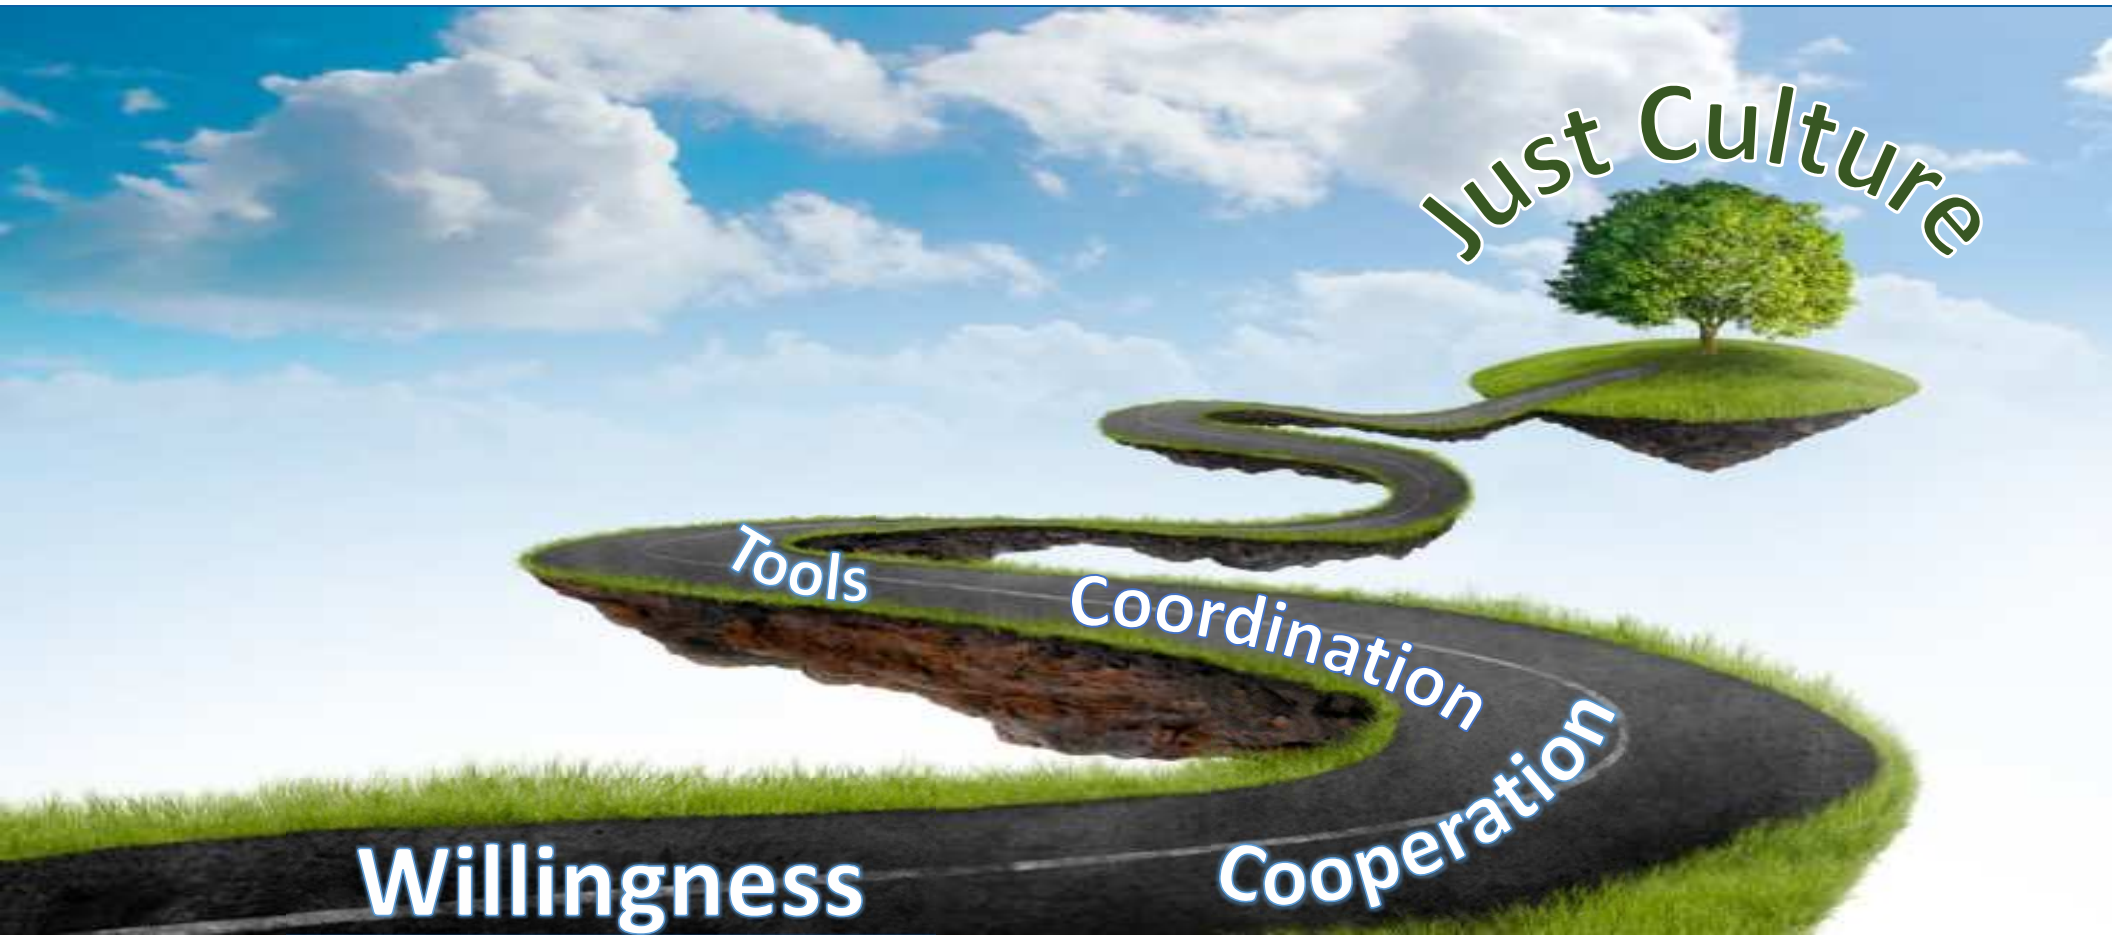 Just Culture
Tools
Coordination
Cooperation
Willingness